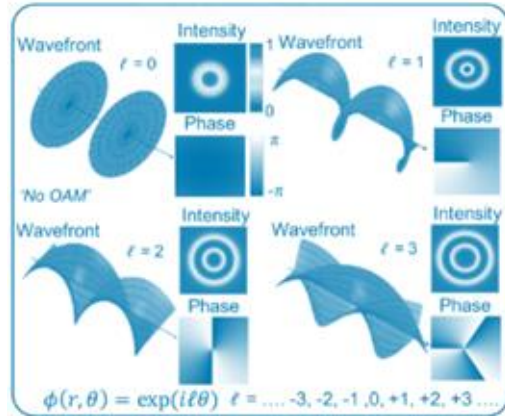 Wavefront
ℓ = 0
Intensity
1
0
Phase
π
-π
"No OAM"
Wavefront
ℓ = 1
Intensity
Phase
Wavefront
ℓ = 2
Intensity
Phase
Wavefront
ℓ = 3
Intensity
Phase
ϕ(r, θ) = exp(iℓθ) ℓ = .... -3, -2, -1 ,0, +1, +2, +3 ....